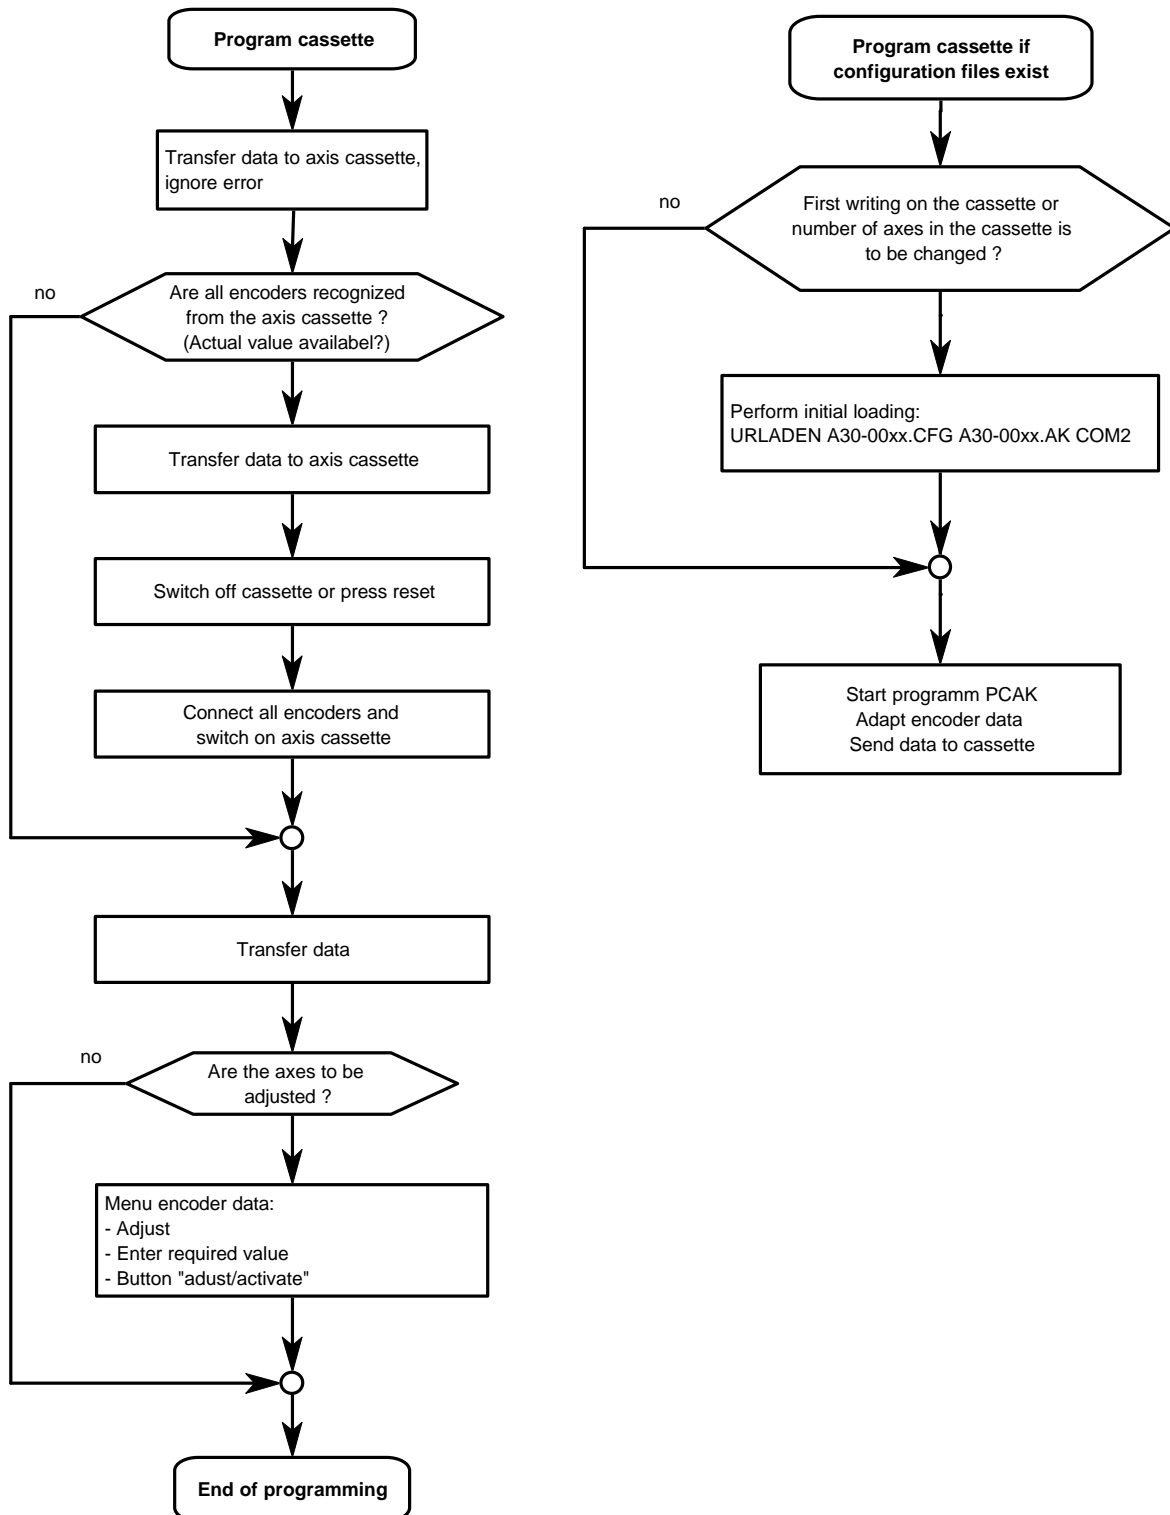 Program cassette
Transfer data to axis cassette,
ignore error
no
Are all encoders recognized
from the axis cassette ?
(Actual value availabel?)
Transfer data to axis cassette
Switch off cassette or press reset
Connect all encoders and
switch on axis cassette
Transfer data
no
Are the axes to be
adjusted ?
Menu encoder data:
- Adjust
- Enter required value
- Button "adust/activate"
End of programming
Program cassette if
configuration files exist
no
First writing on the cassette or
number of axes in the cassette is
to be changed ?
Perform initial loading:
URLADEN A30-00xx.CFG A30-00xx.AK COM2
Start programm PCAK
Adapt encoder data
Send data to cassette